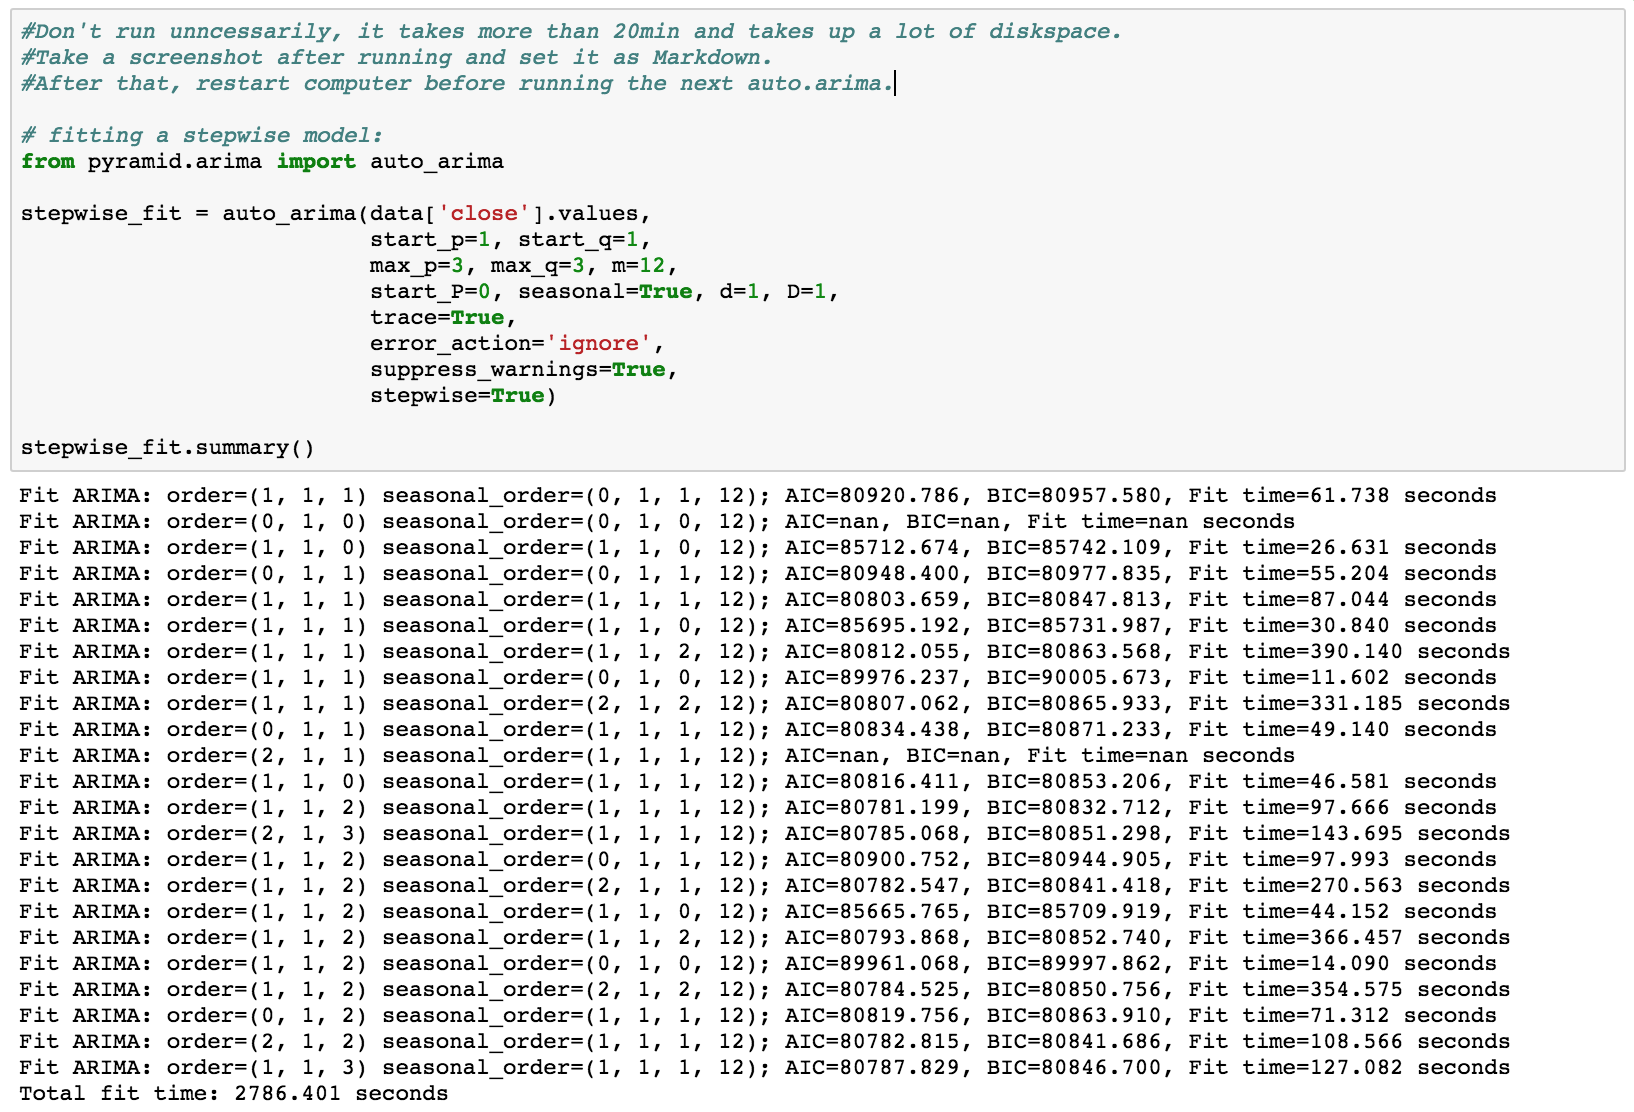 #Don't run unncessarily, it takes more than 20min and takes up a lot of diskspace.
#Take a screenshot after running and set it as Markdown.
#After that, restart computer before running the next auto.arima.
# fitting a stepwise model:
from pyramid.arima import auto_arima
stepwise_fit = auto_arima(data['close'].values,
start_p=1, start_q=1,
max_p=3, max_q=3, m=12,
start_P=0, seasonal=True, d=1, D=1,
trace=True,
error_action='ignore',
suppress_warnings=True,
stepwise=True)
stepwise_fit.summary()
Fit ARIMA: order=(1, 1, 1) seasonal_order=(0, 1, 1, 12); AIC=80920.786, BIC=80957.580, Fit time=61.738 seconds
Fit ARIMA: order=(0, 1, 0) seasonal_order=(0, 1, 0, 12); AIC=nan, BIC=nan, Fit time=nan seconds
Fit ARIMA: order=(1, 1, 0) seasonal_order=(1, 1, 0, 12); AIC=85712.674, BIC=85742.109, Fit time=26.631 seconds
Fit ARIMA: order=(0, 1, 1) seasonal_order=(0, 1, 1, 12); AIC=80948.400, BIC=80977.835, Fit time=55.204 seconds
Fit ARIMA: order=(1, 1, 1) seasonal_order=(1, 1, 1, 12); AIC=80803.659, BIC=80847.813, Fit time=87.044 seconds
Fit ARIMA: order=(1, 1, 1) seasonal_order=(1, 1, 0, 12); AIC=85695.192, BIC=85731.987, Fit time=30.840 seconds
Fit ARIMA: order=(1, 1, 1) seasonal_order=(1, 1, 2, 12); AIC=80812.055, BIC=80863.568, Fit time=390.140 seconds
Fit ARIMA: order=(1, 1, 1) seasonal_order=(0, 1, 0, 12); AIC=89976.237, BIC=90005.673, Fit time=11.602 seconds
Fit ARIMA: order=(1, 1, 1) seasonal_order=(2, 1, 2, 12); AIC=80807.062, BIC=80865.933, Fit time=331.185 seconds
Fit ARIMA: order=(0, 1, 1) seasonal_order=(1, 1, 1, 12); AIC=80834.438, BIC=80871.233, Fit time=49.140 seconds
Fit ARIMA: order=(2, 1, 1) seasonal_order=(1, 1, 1, 12); AIC=nan, BIC=nan, Fit time=nan seconds
Fit ARIMA: order=(1, 1, 0) seasonal_order=(1, 1, 1, 12); AIC=80816.411, BIC=80853.206, Fit time=46.581 seconds
Fit ARIMA: order=(1, 1, 2) seasonal_order=(1, 1, 1, 12); AIC=80781.199, BIC=80832.712, Fit time=97.666 seconds
Fit ARIMA: order=(2, 1, 3) seasonal_order=(1, 1, 1, 12); AIC=80785.068, BIC=80851.298, Fit time=143.695 seconds
Fit ARIMA: order=(1, 1, 2) seasonal_order=(0, 1, 1, 12); AIC=80900.752, BIC=80944.905, Fit time=97.993 seconds
Fit ARIMA: order=(1, 1, 2) seasonal_order=(2, 1, 1, 12); AIC=80782.547, BIC=80841.418, Fit time=270.563 seconds
Fit ARIMA: order=(1, 1, 2) seasonal_order=(1, 1, 0, 12); AIC=85665.765, BIC=85709.919, Fit time=44.152 seconds
Fit ARIMA: order=(1, 1, 2) seasonal_order=(1, 1, 2, 12); AIC=80793.868, BIC=80852.740, Fit time=366.457 seconds
Fit ARIMA: order=(1, 1, 2) seasonal_order=(0, 1, 0, 12); AIC=89961.068, BIC=89997.862, Fit time=14.090 seconds
Fit ARIMA: order=(1, 1, 2) seasonal_order=(2, 1, 2, 12); AIC=80784.525, BIC=80850.756, Fit time=354.575 seconds
Fit ARIMA: order=(0, 1, 2) seasonal_order=(1, 1, 1, 12); AIC=80819.756, BIC=80863.910, Fit time=71.312 seconds
Fit ARIMA: order=(2, 1, 2) seasonal_order=(1, 1, 1, 12); AIC=80782.815, BIC=80841.686, Fit time=108.566 seconds
Fit ARIMA: order=(1, 1, 3) seasonal_order=(1, 1, 1, 12); AIC=80787.829, BIC=80846.700, Fit time=127.082 seconds
Total fit time: 2786.401 seconds